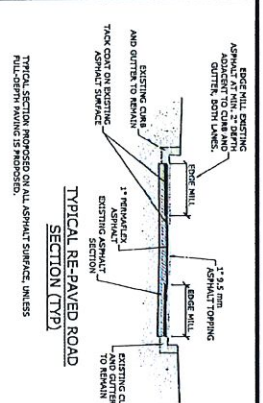 EDGE MILL EXISTING
ASPHALT AT MIN. 2" DEPTH
ADJACENT TO CURB AND
GUTTER, BOTH LANES.
EXISTING CURB
AND GUTTER TO REMAIN
TACK COAT ON EXISTING
ASPHALT SURFACE
EDGE MILL
1" 9.5 mm
ASPHALT TOPPING
EDGE MILL
1" PERMAFLEX
ASPHALT
EXISTING ASPHALT
SECTION
EXISTING CU
AND GUTTER
TO REMAIN
TYPICAL RE-PAVED ROAD
SECTION (TYP)
TYPICAL SECTION PROPOSED ON ALL ASPHALT SURFACE, UNLESS
FULL-DEPTH PAVING IS PROPOSED.